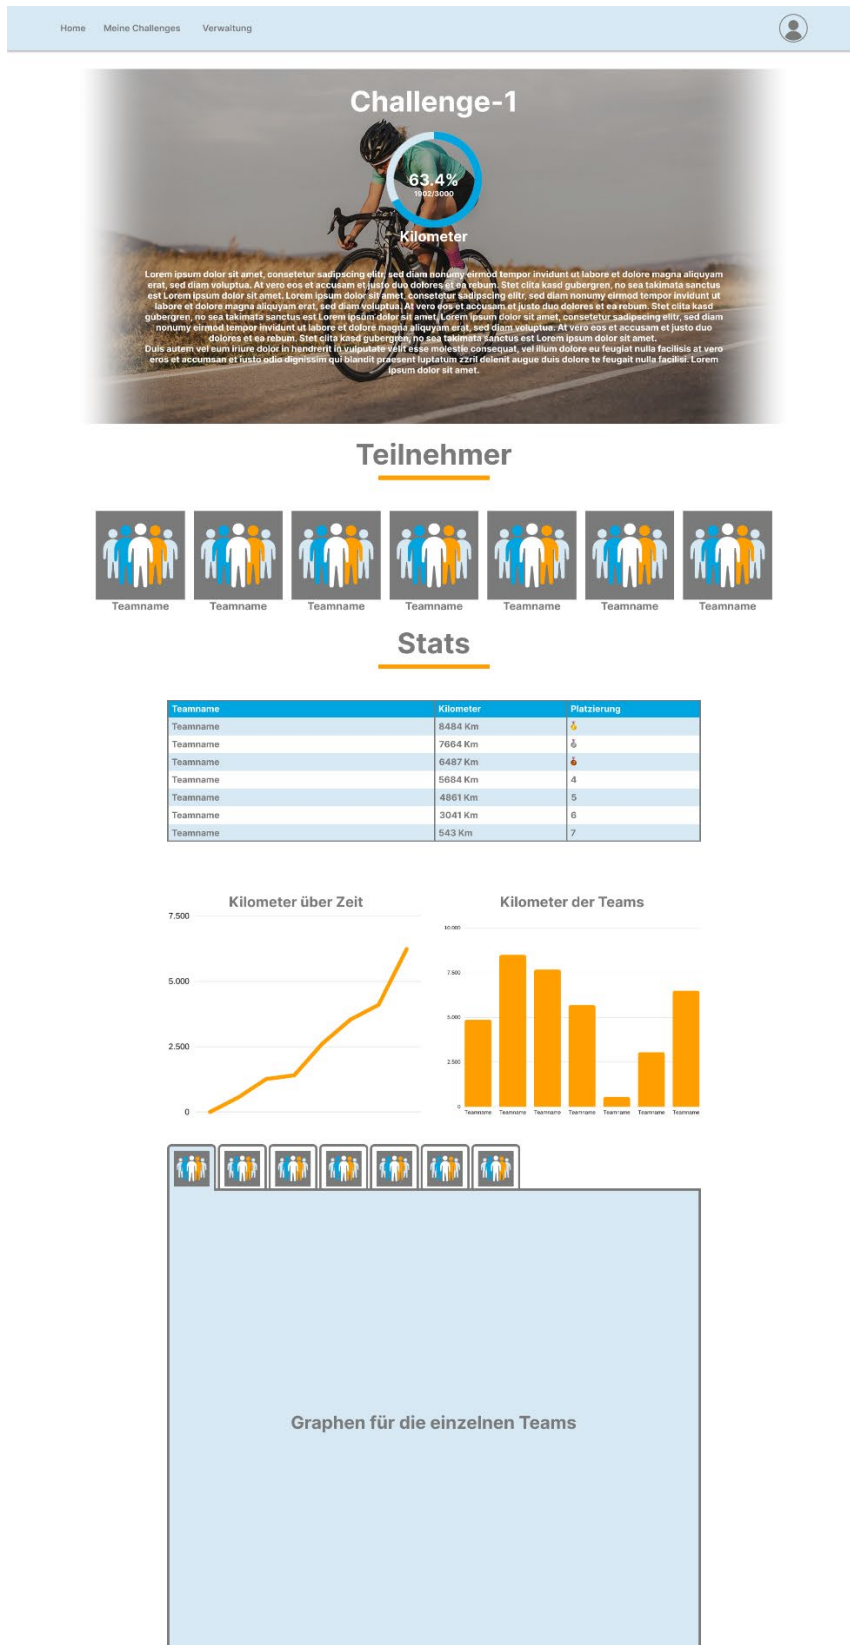 Home Meine Challenges Verwaltung
Challenge-1
63.4%
1902/3000
Kilometer
Lorem ipsum dolor sit amet, consetetur sadipscing elitr, sed diam nonumy eirmod tempor invidunt ut labore et dolore magna aliquyam
erat, sed diam voluptua. At vero eos et accusam et justo duo dolores et ea rebum. Stet clita kasd gubergren, no sea takimata sanctus
est Lorem ipsum dolor sit amet. Lorem ipsum dolor sit amet, consetetur sadipscing elitr, sed diam nonumy eirmod tempor invidunt ut
labore et dolore magna aliquyam erat, sed diam voluptua. At vero eos et accusam et justo duo dolores et ea rebum. Stet clita kasd
gubergren, no sea takimata sanctus est Lorem ipsum dolor sit amet. Lorem ipsum dolor sit amet, consetetur sadipscing elitr, sed diam
nonumy eirmod tempor invidunt ut labore et dolore magna aliquyam erat, sed diam voluptua. At vero eos et accusam et justo duo
dolores et ea rebum. Stet clita kasd gubergren, no sea takimata sanctus est Lorem ipsum dolor sit amet.
Duis autem vel eum iriure dolor in hendrerit in vulputate velit esse molestie consequat, vel illum dolore eu feugiat nulla facilisis at vero
eros et accumsan et iusto odio dignissim qui blandit praesent luptatum zzril delenit augue duis dolore te feugait nulla facilisi. Lorem
ipsum dolor sit amet.
Teilnehmer
Teamname Teamname Teamname Teamname Teamname Teamname Teamname
Stats
Teamname Kilometer Platzierung
Teamname 8484 Km
Teamname 7664 Km
Teamname 6487 Km
Teamname 5684 Km 4
Teamname 4861 Km 5
Teamname 3041 Km 6
Teamname 543 Km 7
Kilometer über Zeit
7.500
5.000
2.500
0
Kilometer der Teams
10.000
7.500
5.000
2.500
0
Teamname Teamname Teamname Teamname Teamname Teamname Teamname
Graphen für die einzelnen Teams